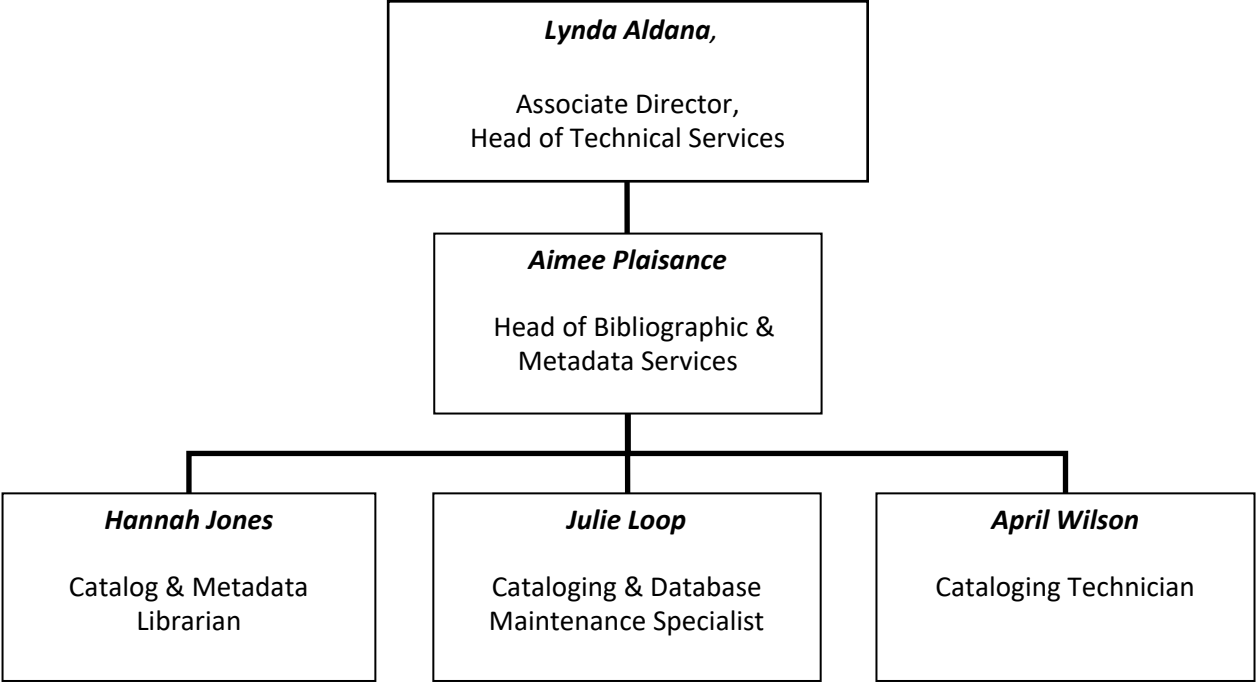 Lynda Aldana,
Associate Director,
Head of Technical Services
Aimee Plaisance
Head of Bibliographic &
Metadata Services
Hannah Jones
Catalog & Metadata
Librarian
Julie Loop
Cataloging & Database
Maintenance Specialist
April Wilson
Cataloging Technician